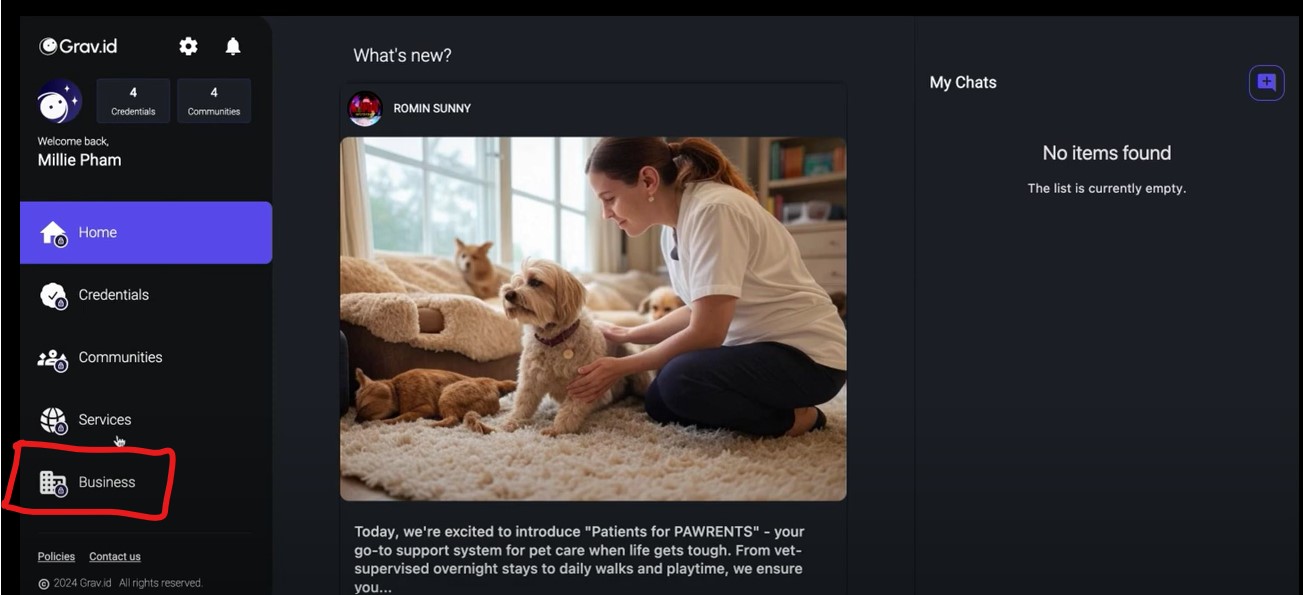 Grav.id
4
Credentials
4
Communities
Welcome back,
Millie Pham
Home
Credentials
Communities
Services
Business
Policies
Contact us
© 2024 Grav.id All rights reserved.
What's new?
ROMIN SUNNY
Today, we're excited to introduce "Patients for PAWRENTS" - your
go-to support system for pet care when life gets tough. From vet-
supervised overnight stays to daily walks and playtime, we ensure
you...
My Chats
No items found
The list is currently empty.